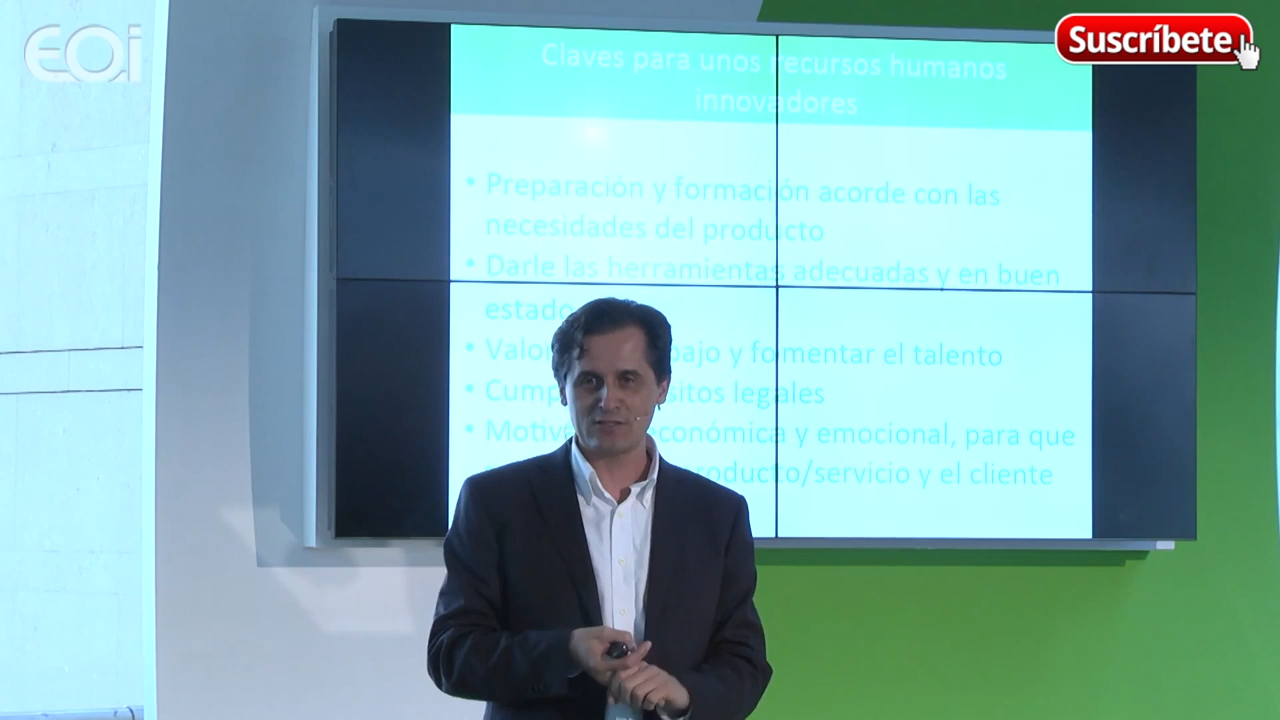 EOi
Suscríbete
Claves para unos recursos humanos
innovadores
• Preparación y formación acorde con las
necesidades del producto
• Darle las herramientas adecuadas y en buen
estado
• bajo y fomentar el talento
• legales
• económica y emocional, para que
producto/servicio y el cliente